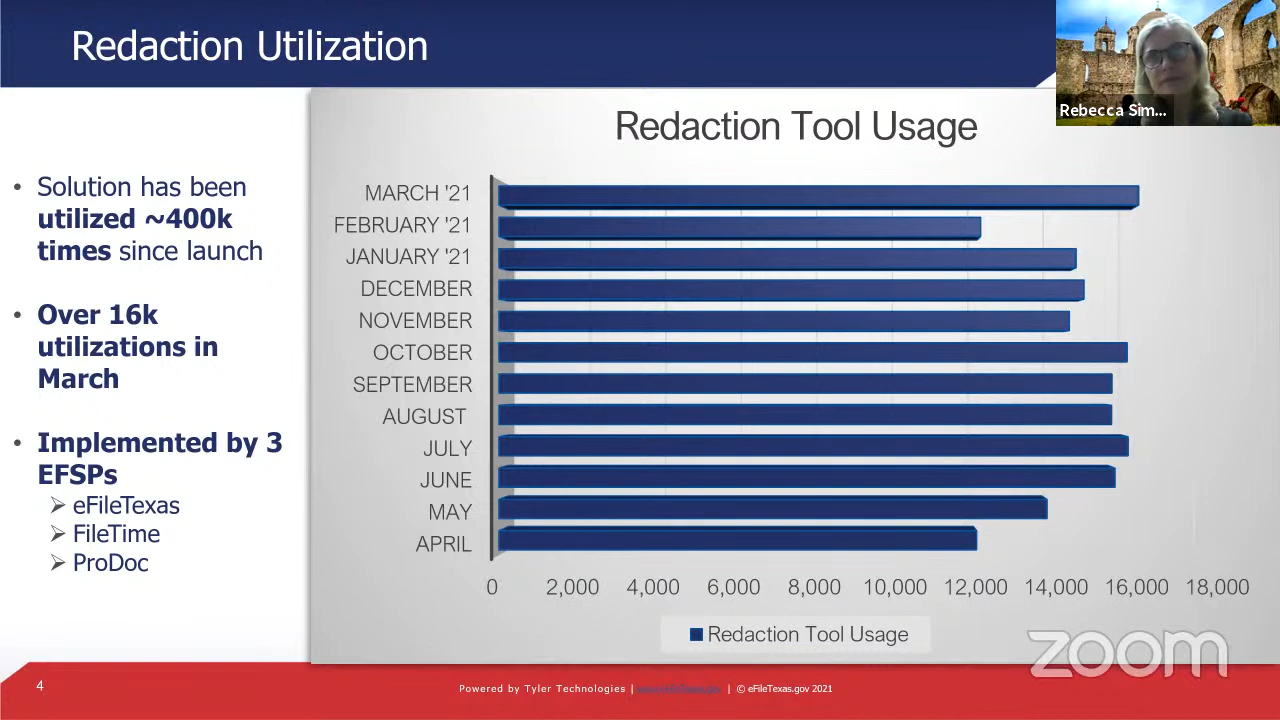 Redaction Utilization
Rebecca Sim...
Redaction Tool Usage
• Solution has been
utilized ~400k
times since launch
• Over 16k
utilizations in
March
• Implemented by 3
EFSPs
eFileTexas
FileTime
ProDoc
MARCH '21
FEBRUARY '21
JANUARY '21
DECEMBER
NOVEMBER
OCTOBER
SEPTEMBER
AUGUST
JULY
JUNE
MAY
APRIL
0 2,000 4,000 6,000 8,000 10,000 12,000 14,000 16,000 18,000
Redaction Tool Usage
zoom
4
Powered by Tyler Technologies | | © eFileTexas.gov 2021